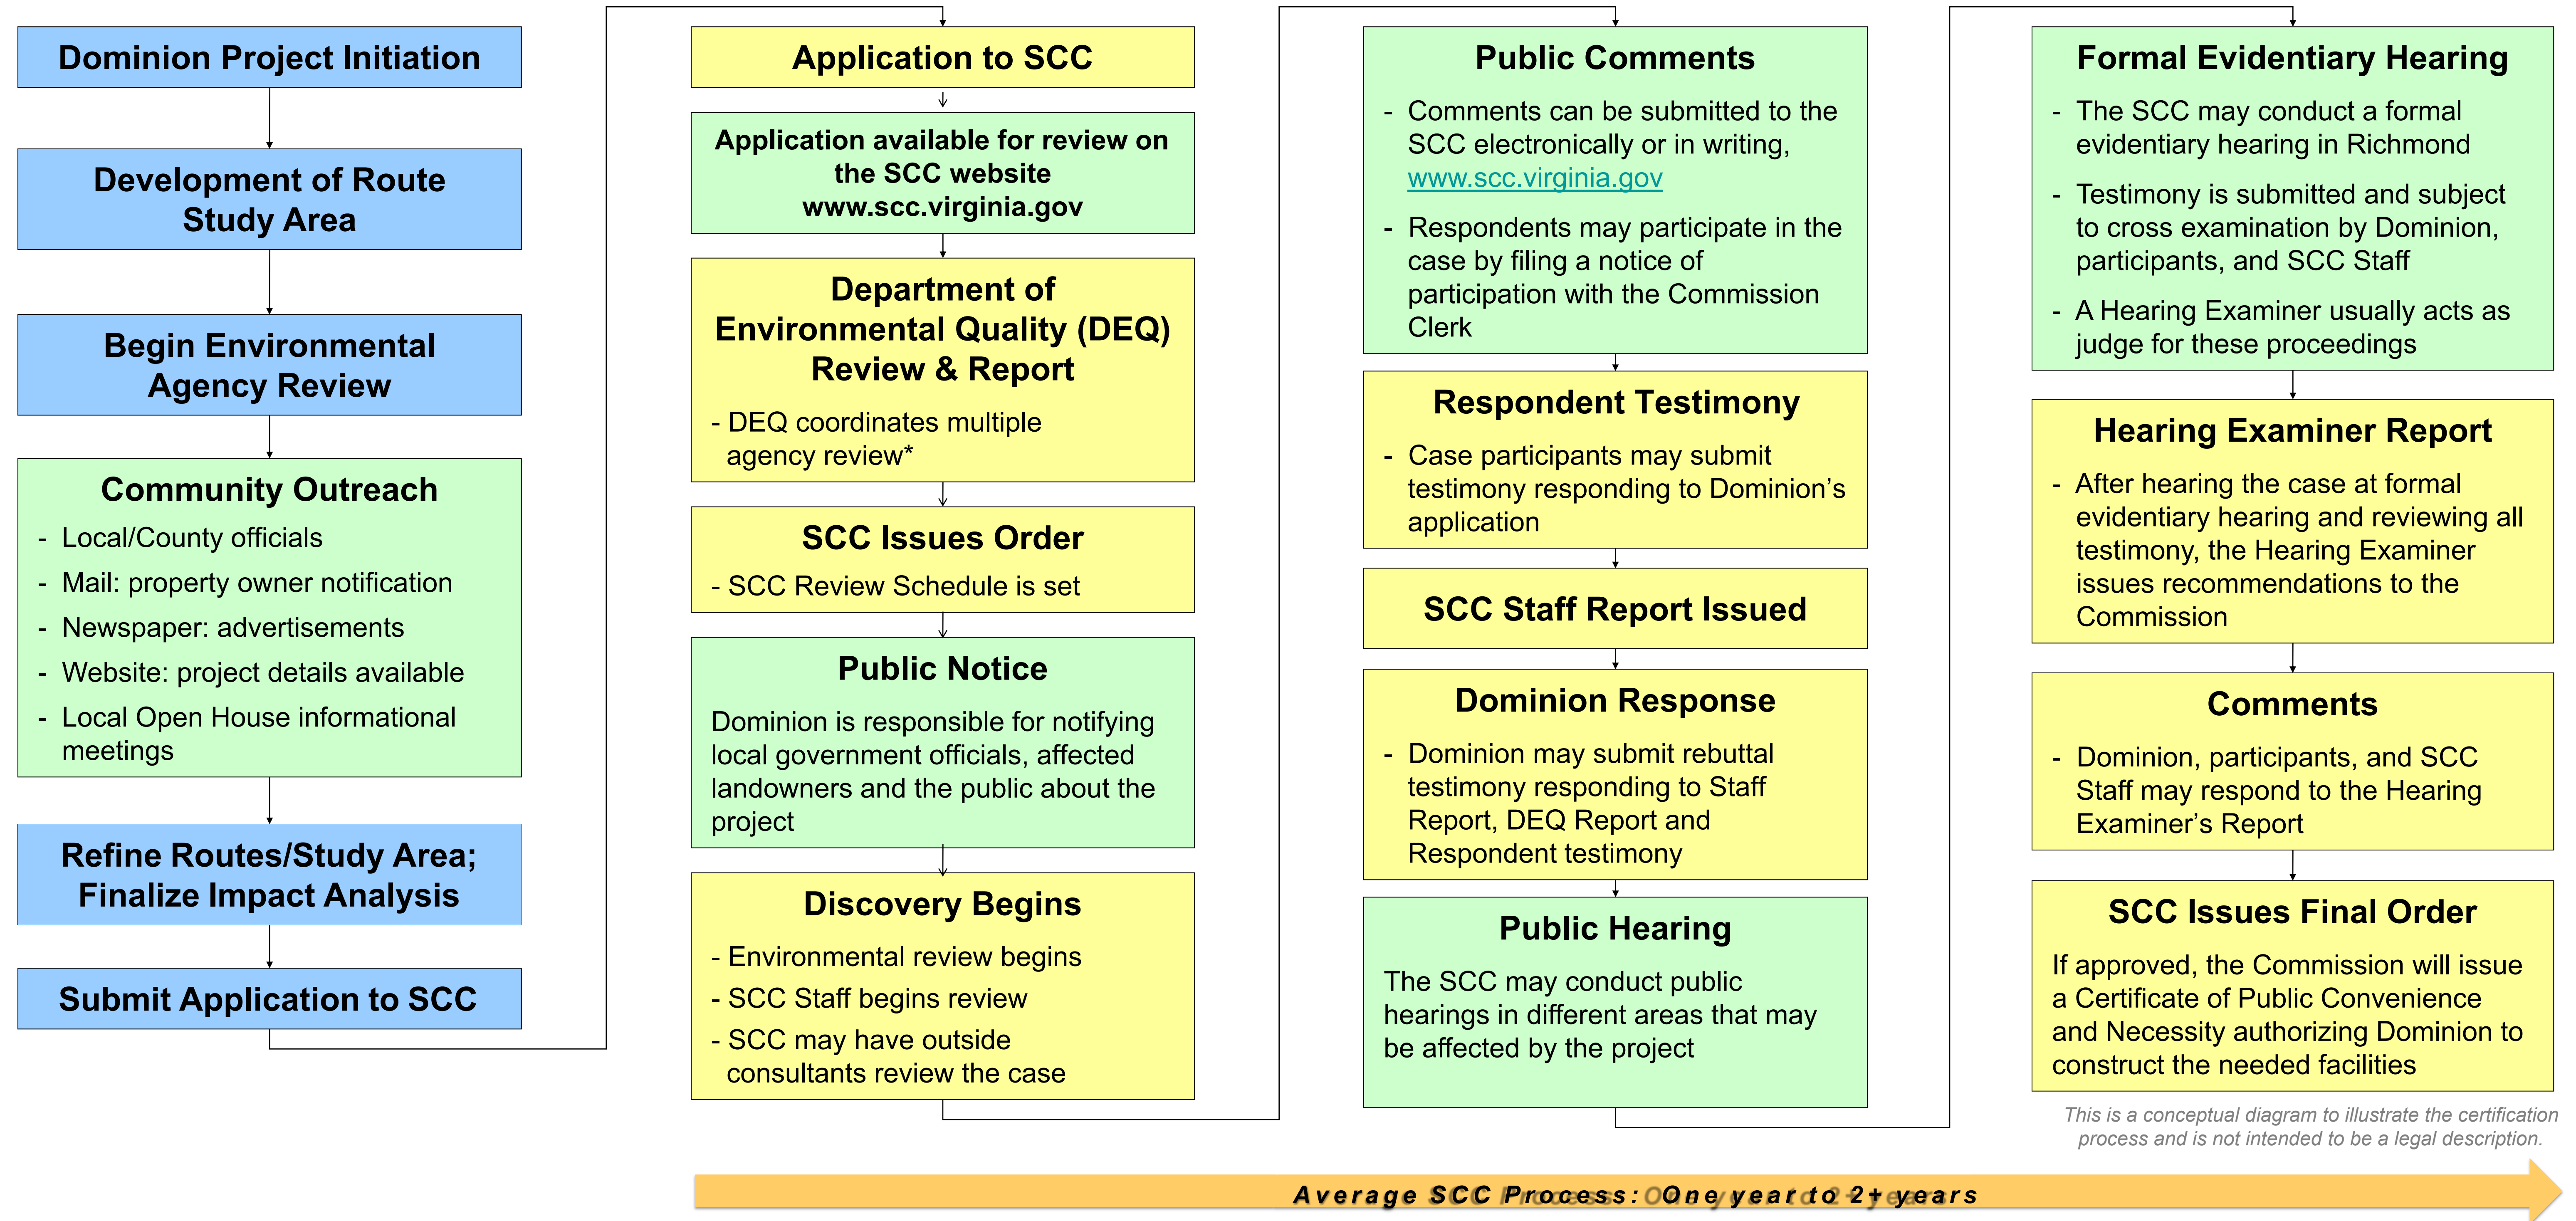 Dominion Project Initiation
Development of Route
Study Area
Begin Environmental
Agency Review
Community Outreach
- Local/County officials
- Mail: property owner notification
- Newspaper: advertisements
- Website: project details available
- Local Open House informational
meetings
Refine Routes/Study Area;
Finalize Impact Analysis
Submit Application to SCC
Application to SCC
Application available for review on
the SCC website
www.scc.virginia.gov
Department of
Environmental Quality (DEQ)
Review & Report
- DEQ coordinates multiple
agency review*
SCC Issues Order
- SCC Review Schedule is set
Public Notice
Dominion is responsible for notifying
local government officials, affected
landowners and the public about the
project
Discovery Begins
- Environmental review begins
- SCC Staff begins review
- SCC may have outside
consultants review the case
Public Comments
- Comments can be submitted to the
SCC electronically or in writing,
www.scc.virginia.gov
- Respondents may participate in the
case by filing a notice of
participation with the Commission
Clerk
Respondent Testimony
- Case participants may submit
testimony responding to Dominion’s
application
SCC Staff Report Issued
Dominion Response
- Dominion may submit rebuttal
testimony responding to Staff
Report, DEQ Report and
Respondent testimony
Public Hearing
The SCC may conduct public
hearings in different areas that may
be affected by the project
Formal Evidentiary Hearing
- The SCC may conduct a formal
evidentiary hearing in Richmond
- Testimony is submitted and subject
to cross examination by Dominion,
participants, and SCC Staff
- A Hearing Examiner usually acts as
judge for these proceedings
Hearing Examiner Report
- After hearing the case at formal
evidentiary hearing and reviewing all
testimony, the Hearing Examiner
issues recommendations to the
Commission
Comments
- Dominion, participants, and SCC
Staff may respond to the Hearing
Examiner’s Report
SCC Issues Final Order
If approved, the Commission will issue
a Certificate of Public Convenience
and Necessity authorizing Dominion to
construct the needed facilities
This is a conceptual diagram to illustrate the certification
process and is not intended to be a legal description.
Average SCC Process: One year to 2+ years